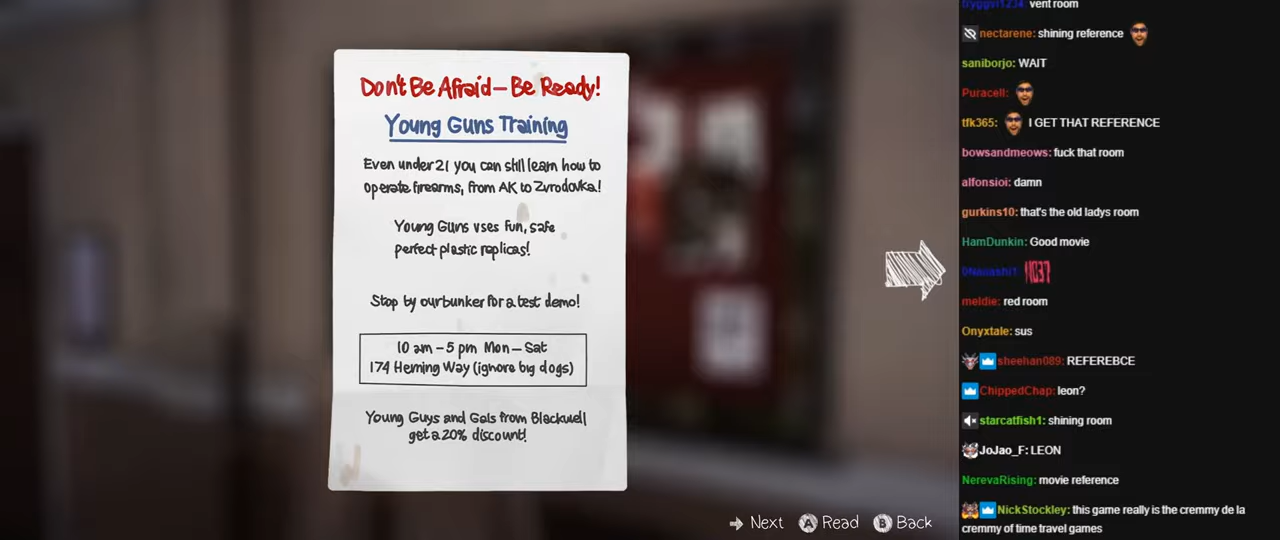 Don't Be Afraid — Be Ready!
Young Guns Training
Even under 21 you can still learn how to
operate firearms, from AK to Zvrodovka!
Young Guns uses fun, safe
perfect plastic replicas!
Stop by our bunker for a test demo!
10 am – 5 pm Mon – Sat
174 Heming Way (ignore big dogs)
Young Guys and Gals from Blackwell
get a 20% discount!
Next A Read B Back
tryggvi1234: vent room
nectarene: shining reference
saniborjo: WAIT
Puracell:
tfk365: I GET THAT REFERENCE
bowsandmeows: fuck that room
alfonsioi: damn
gurkins10: that's the old ladys room
HamDunkin: Good movie
meldie: red room
Onyxtale: sus
sheehan089: REFEREBCE
ChippedChap: leon?
starcatfish1: shining room
JoJao_F: LEON
NerevaRising: movie reference
NickStockley: this game really is the cremmy de la
cremmy of time travel games